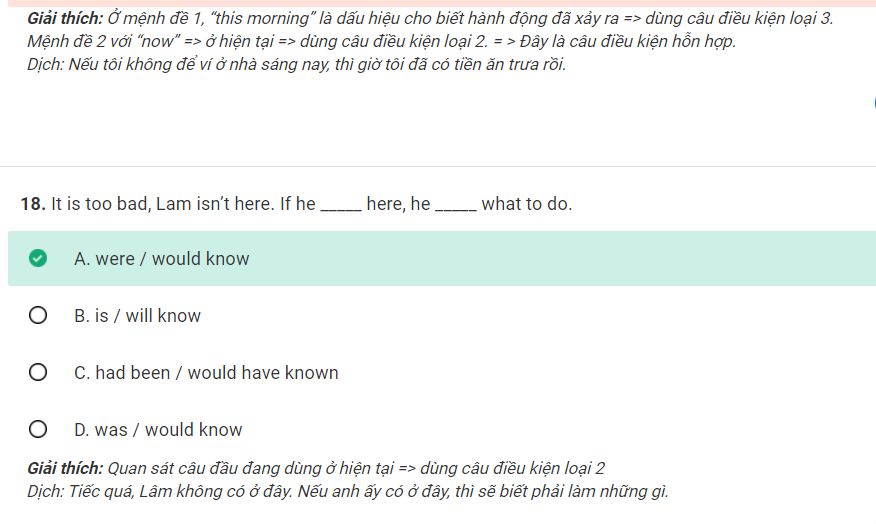 Giải thích: Ở mệnh đề 1, “this morning” là dấu hiệu cho biết hành động đã xảy ra => dùng câu điều kiện loại 3.
Mệnh đề 2 với “now” => ở hiện tại => dùng câu điều kiện loại 2. = > Đây là câu điều kiện hỗn hợp.
Dịch: Nếu tôi không để ví ở nhà sáng nay, thì giờ tôi đã có tiền ăn trưa rồi.
18. It is too bad, Lam isn’t here. If he _____ here, he _____ what to do.
A. were / would know
B. is / will know
C. had been / would have known
D. was / would know
Giải thích: Quan sát câu đầu đang dùng ở hiện tại => dùng câu điều kiện loại 2
Dịch: Tiếc quá, Lâm không có ở đây. Nếu anh ấy có ở đây, thì sẽ biết phải làm những gì.